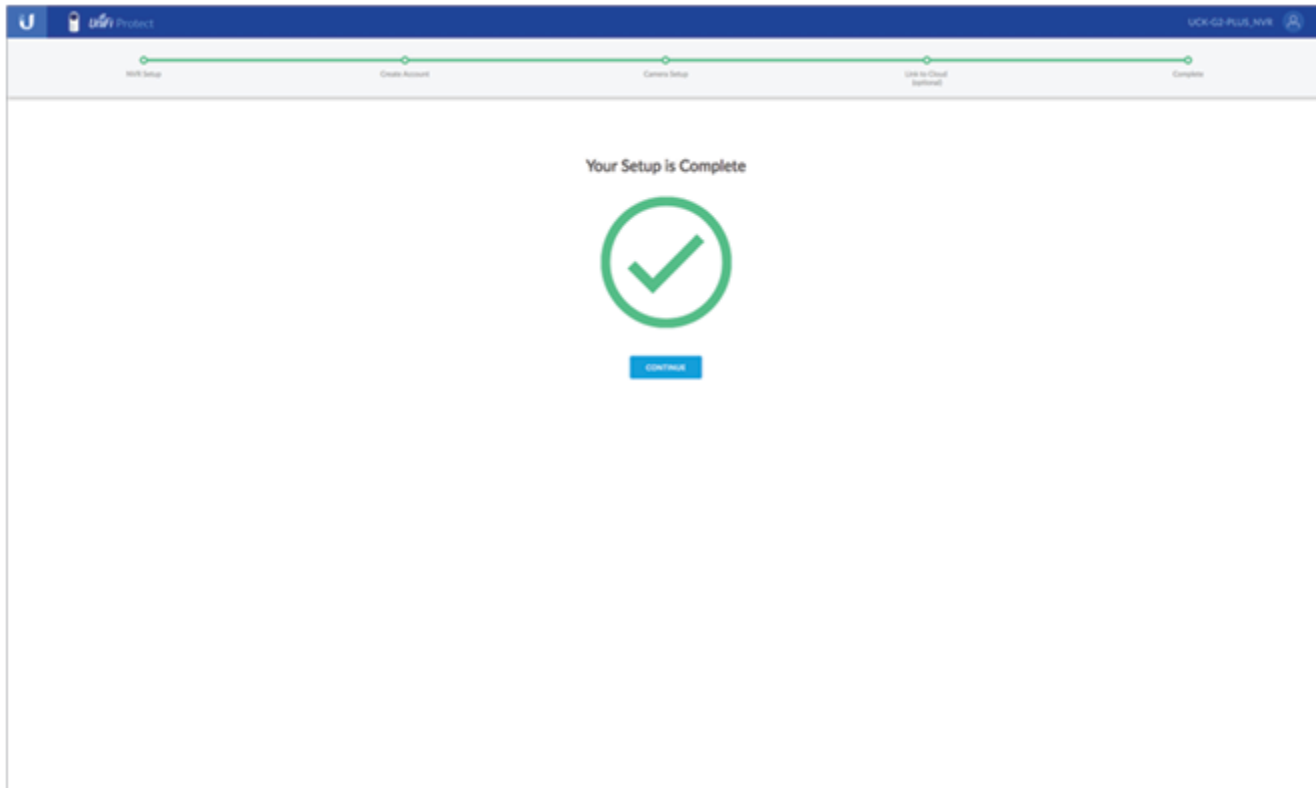 U UniFi Protect UCK-G2-PLUS_NVR
NVR Setup Create Account Camera Setup Link to Cloud Complete
(optional)
Your Setup is Complete
CONTINUE